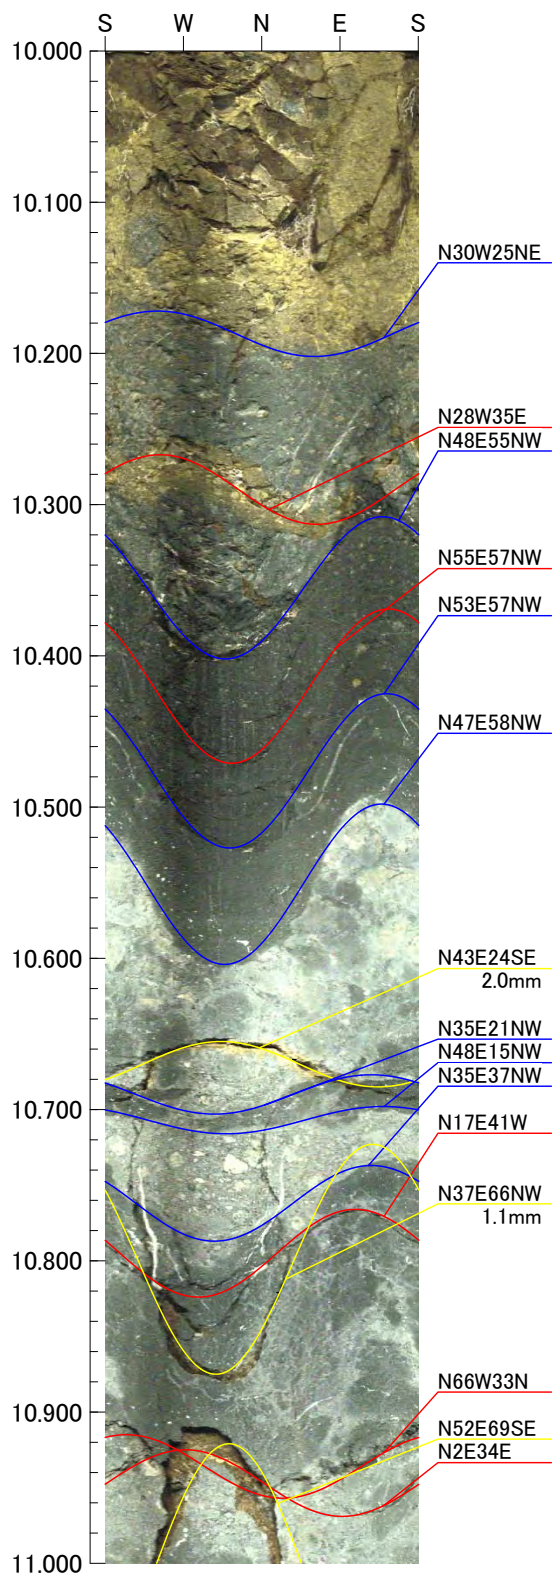 S W N E S
10.000
10.100
N30W25NE
10.200
N28W35E
N48E55NW
10.300
N55E57NW
N53E57NW
10.400
N47E58NW
10.500
10.600
N43E24SE
2.0mm
N35E21NW
N48E15NW
N35E37NW
10.700
N17E41W
N37E66NW
1.1mm
10.800
N66W33N
10.900
N52E69SE
N2E34E
11.000